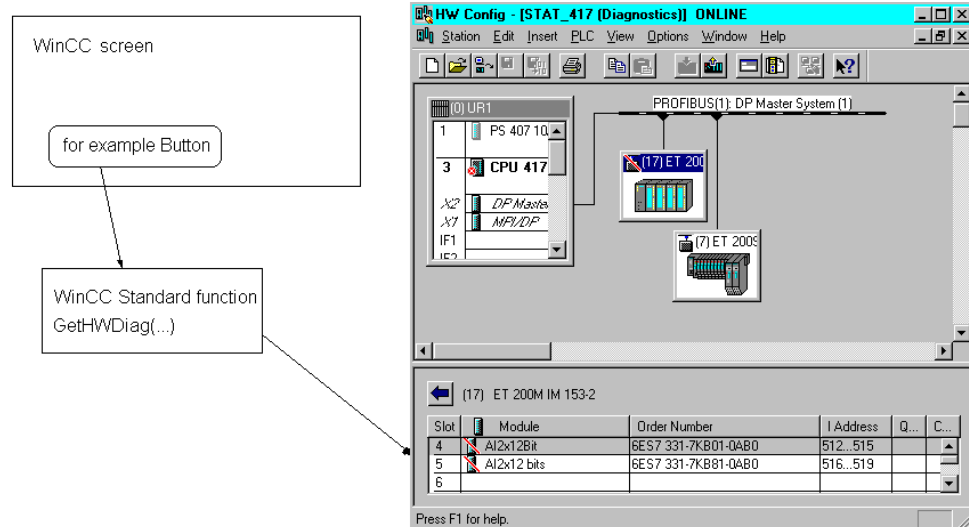 WinCC screen
for example Button
WinCC Standard function
GetHWDiag(...)
HW Config - [STAT_417 (Diagnostics)] ONLINE
Station Edit Insert PLC View Options Window Help
(0) UR1
1 PS 407 10
3 CPU 417
X2 DP Maste
X1 MPI/DP
IF1
IF2
PROFIBUS(1): DP Master System (1)
(17) ET 200
(7) ET 200S
(17) ET 200M IM 153-2
Slot Module Order Number I Address Q... C...
4 AI2x12Bit 6ES7 331-7KB01-0AB0 512...515
5 AI2x12 bits 6ES7 331-7KB81-0AB0 516...519
6
Press F1 for help.